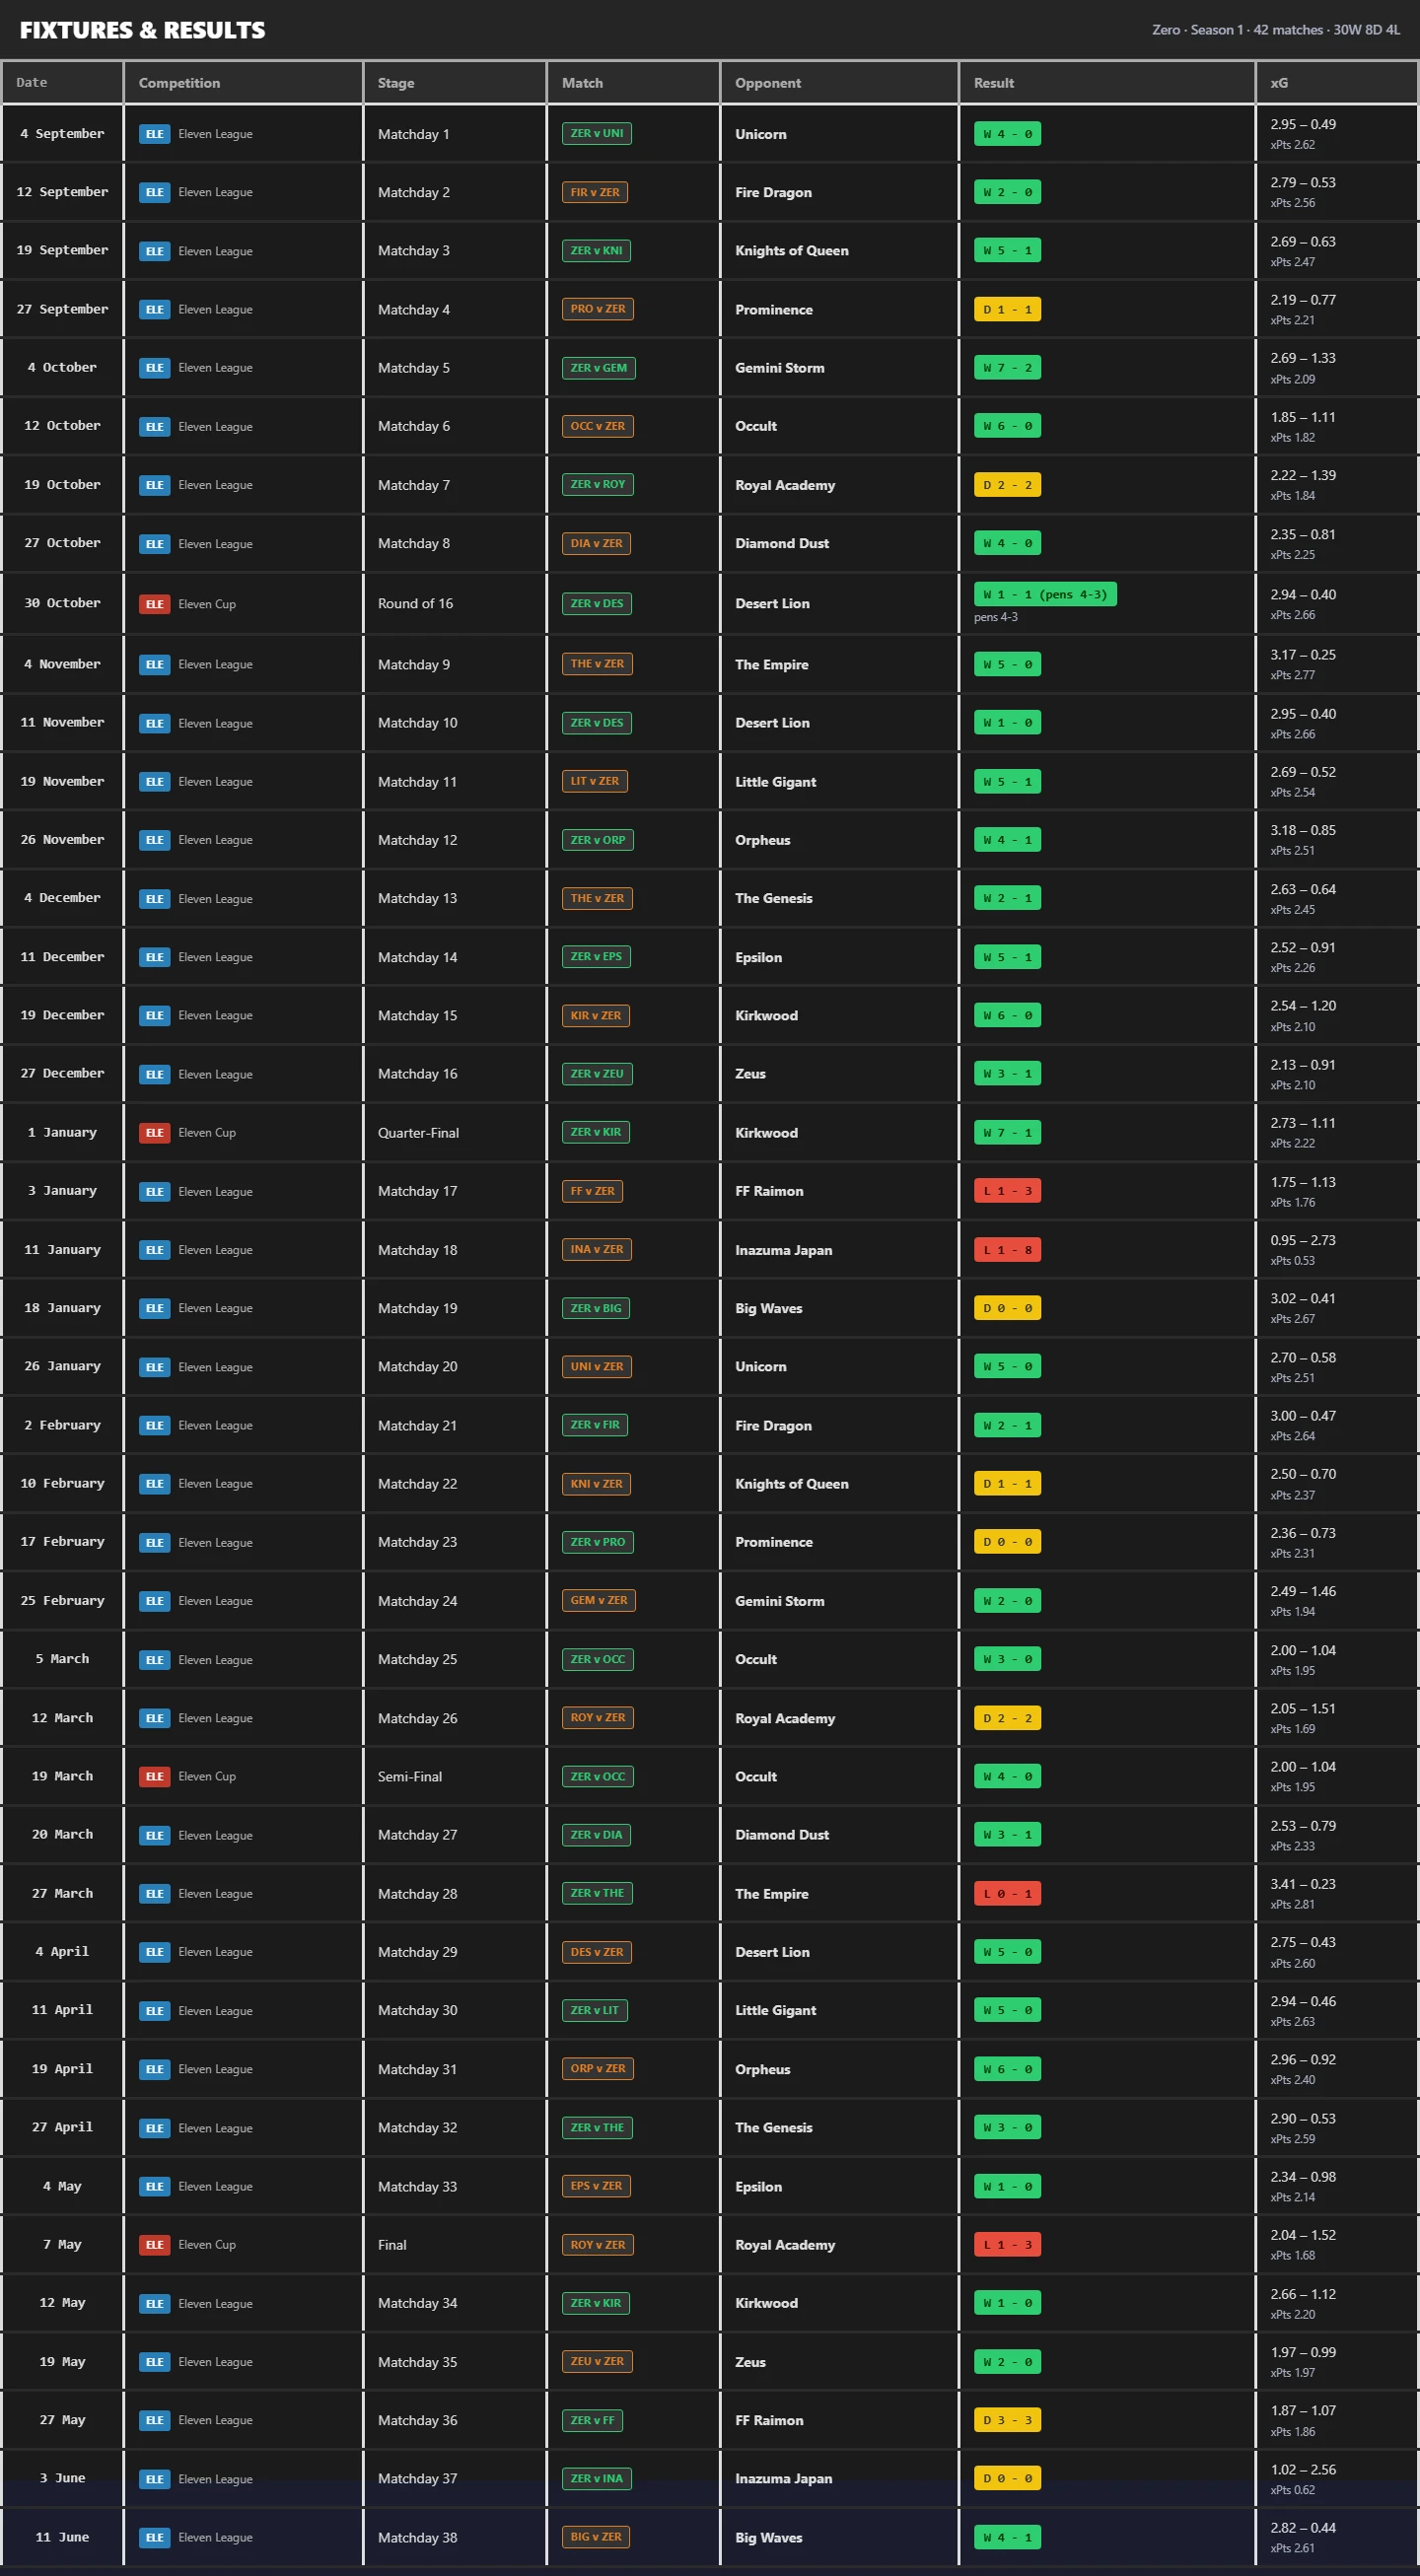 FIXTURES & RESULTS
Zero · Season 1 · 42 matches · 30W 8D 4L
Date Competition Stage Match Opponent Result xG
4 September ELE Eleven League Matchday 1 ZER v UNI Unicorn W 4 - 0 2.95 – 0.49
xPts 2.62
12 September ELE Eleven League Matchday 2 FIR v ZER Fire Dragon W 2 - 0 2.79 – 0.53
xPts 2.56
19 September ELE Eleven League Matchday 3 ZER v KNI Knights of Queen W 5 - 1 2.69 – 0.63
xPts 2.47
27 September ELE Eleven League Matchday 4 PRO v ZER Prominence D 1 - 1 2.19 – 0.77
xPts 2.21
4 October ELE Eleven League Matchday 5 ZER v GEM Gemini Storm W 7 - 2 2.69 – 1.33
xPts 2.09
12 October ELE Eleven League Matchday 6 OCC v ZER Occult W 6 - 0 1.85 – 1.11
xPts 1.82
19 October ELE Eleven League Matchday 7 ZER v ROY Royal Academy D 2 - 2 2.22 – 1.39
xPts 1.84
27 October ELE Eleven League Matchday 8 DIA v ZER Diamond Dust W 4 - 0 2.35 – 0.81
xPts 2.25
30 October ELE Eleven Cup Round of 16 ZER v DES Desert Lion W 1 - 1 (pens 4-3) 2.94 – 0.40
pens 4-3 xPts 2.66
4 November ELE Eleven League Matchday 9 THE v ZER The Empire W 5 - 0 3.17 – 0.25
xPts 2.77
11 November ELE Eleven League Matchday 10 ZER v DES Desert Lion W 1 - 0 2.95 – 0.40
xPts 2.66
19 November ELE Eleven League Matchday 11 LIT v ZER Little Gigant W 5 - 1 2.69 – 0.52
xPts 2.54
26 November ELE Eleven League Matchday 12 ZER v ORP Orpheus W 4 - 1 3.18 – 0.85
xPts 2.51
4 December ELE Eleven League Matchday 13 THE v ZER The Genesis W 2 - 1 2.63 – 0.64
xPts 2.45
11 December ELE Eleven League Matchday 14 ZER v EPS Epsilon W 5 - 1 2.52 – 0.91
xPts 2.26
19 December ELE Eleven League Matchday 15 KIR v ZER Kirkwood W 6 - 0 2.54 – 1.20
xPts 2.10
27 December ELE Eleven League Matchday 16 ZER v ZEU Zeus W 3 - 1 2.13 – 0.91
xPts 2.10
1 January ELE Eleven Cup Quarter-Final ZER v KIR Kirkwood W 7 - 1 2.73 – 1.11
xPts 2.22
3 January ELE Eleven League Matchday 17 FF v ZER FF Raimon L 1 - 3 1.75 – 1.13
xPts 1.76
11 January ELE Eleven League Matchday 18 INA v ZER Inazuma Japan L 1 - 8 0.95 – 2.73
xPts 0.53
18 January ELE Eleven League Matchday 19 ZER v BIG Big Waves D 0 - 0 3.02 – 0.41
xPts 2.67
26 January ELE Eleven League Matchday 20 UNI v ZER Unicorn W 5 - 0 2.70 – 0.58
xPts 2.51
2 February ELE Eleven League Matchday 21 ZER v FIR Fire Dragon W 2 - 1 3.00 – 0.47
xPts 2.64
10 February ELE Eleven League Matchday 22 KNI v ZER Knights of Queen D 1 - 1 2.50 – 0.70
xPts 2.37
17 February ELE Eleven League Matchday 23 ZER v PRO Prominence D 0 - 0 2.36 – 0.73
xPts 2.31
25 February ELE Eleven League Matchday 24 GEM v ZER Gemini Storm W 2 - 0 2.49 – 1.46
xPts 1.94
5 March ELE Eleven League Matchday 25 ZER v OCC Occult W 3 - 0 2.00 – 1.04
xPts 1.95
12 March ELE Eleven League Matchday 26 ROY v ZER Royal Academy D 2 - 2 2.05 – 1.51
xPts 1.69
19 March ELE Eleven Cup Semi-Final ZER v OCC Occult W 4 - 0 2.00 – 1.04
xPts 1.95
20 March ELE Eleven League Matchday 27 ZER v DIA Diamond Dust W 3 - 1 2.53 – 0.79
xPts 2.33
27 March ELE Eleven League Matchday 28 ZER v THE The Empire L 0 - 1 3.41 – 0.23
xPts 2.81
4 April ELE Eleven League Matchday 29 DES v ZER Desert Lion W 5 - 0 2.75 – 0.43
xPts 2.60
11 April ELE Eleven League Matchday 30 ZER v LIT Little Gigant W 5 - 0 2.94 – 0.46
xPts 2.63
19 April ELE Eleven League Matchday 31 ORP v ZER Orpheus W 6 - 0 2.96 – 0.92
xPts 2.40
27 April ELE Eleven League Matchday 32 ZER v THE The Genesis W 3 - 0 2.90 – 0.53
xPts 2.59
4 May ELE Eleven League Matchday 33 EPS v ZER Epsilon W 1 - 0 2.34 – 0.98
xPts 2.14
7 May ELE Eleven Cup Final ROY v ZER Royal Academy L 1 - 3 2.04 – 1.52
xPts 1.68
12 May ELE Eleven League Matchday 34 ZER v KIR Kirkwood W 1 - 0 2.66 – 1.12
xPts 2.20
19 May ELE Eleven League Matchday 35 ZEU v ZER Zeus W 2 - 0 1.97 – 0.99
xPts 1.97
27 May ELE Eleven League Matchday 36 ZER v FF FF Raimon D 3 - 3 1.87 – 1.07
xPts 1.86
3 June ELE Eleven League Matchday 37 ZER v INA Inazuma Japan D 0 - 0 1.02 – 2.56
xPts 0.62
11 June ELE Eleven League Matchday 38 BIG v ZER Big Waves W 4 - 1 2.82 – 0.44
xPts 2.61